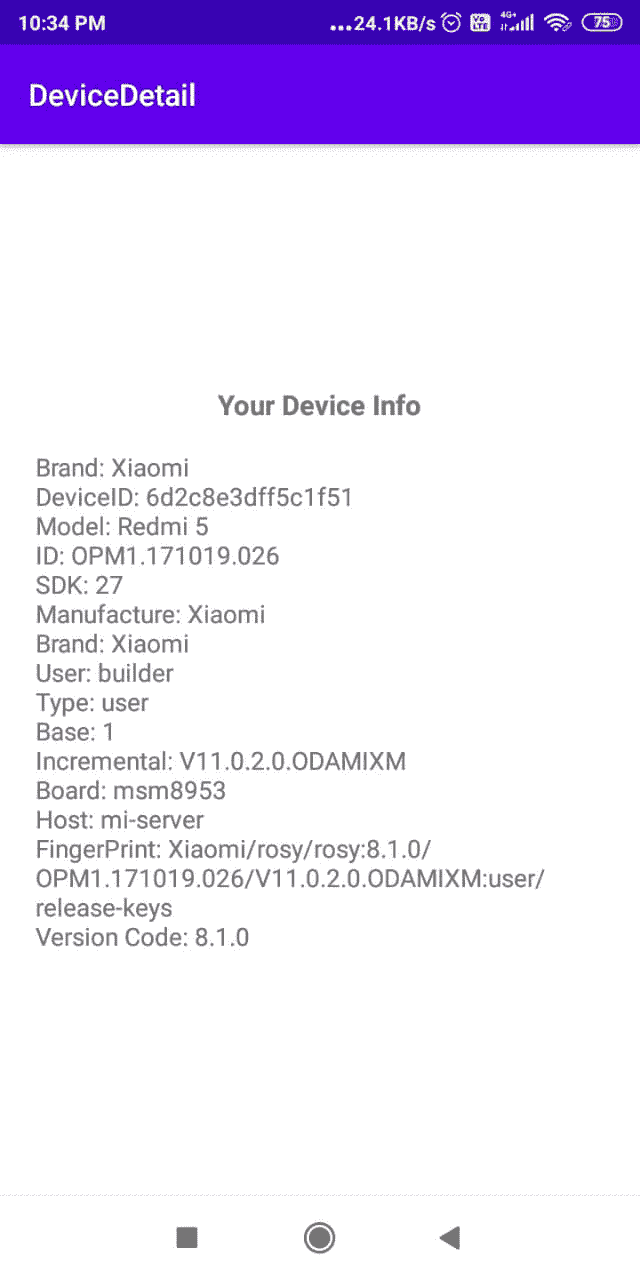 10:34 PM ...24.1KB/s VO LTE 4G+ 75
DeviceDetail
Your Device Info
Brand: Xiaomi
DeviceID: 6d2c8e3dff5c1f51
Model: Redmi 5
ID: OPM1.171019.026
SDK: 27
Manufacture: Xiaomi
Brand: Xiaomi
User: builder
Type: user
Base: 1
Incremental: V11.0.2.0.ODAMIXM
Board: msm8953
Host: mi-server
FingerPrint: Xiaomi/rosy/rosy:8.1.0/
OPM1.171019.026/V11.0.2.0.ODAMIXM:user/
release-keys
Version Code: 8.1.0